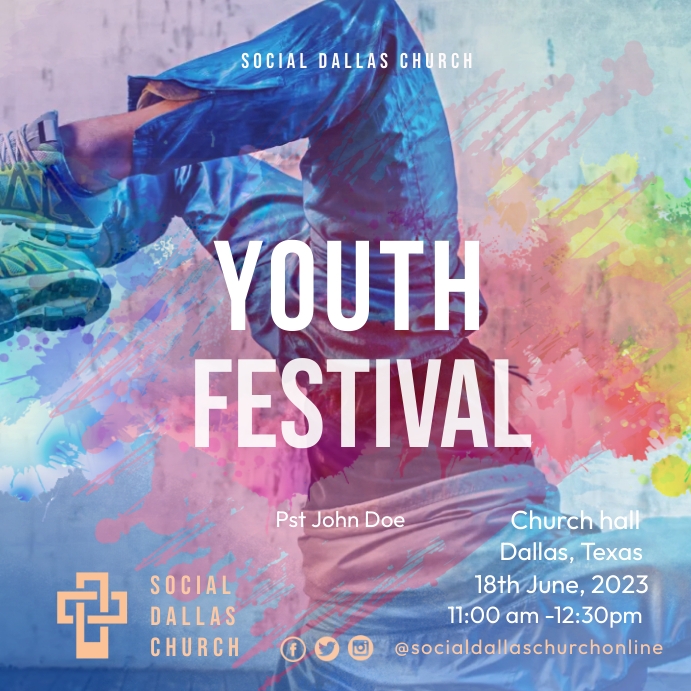 SOCIAL DALLAS CHURCH
YOUTH
FESTIVAL
Pst John Doe
Church hall
Dallas, Texas
18th June, 2023
11:00 am -12:30pm
SOCIAL
DALLAS
CHURCH
@socialdallaschurchonline